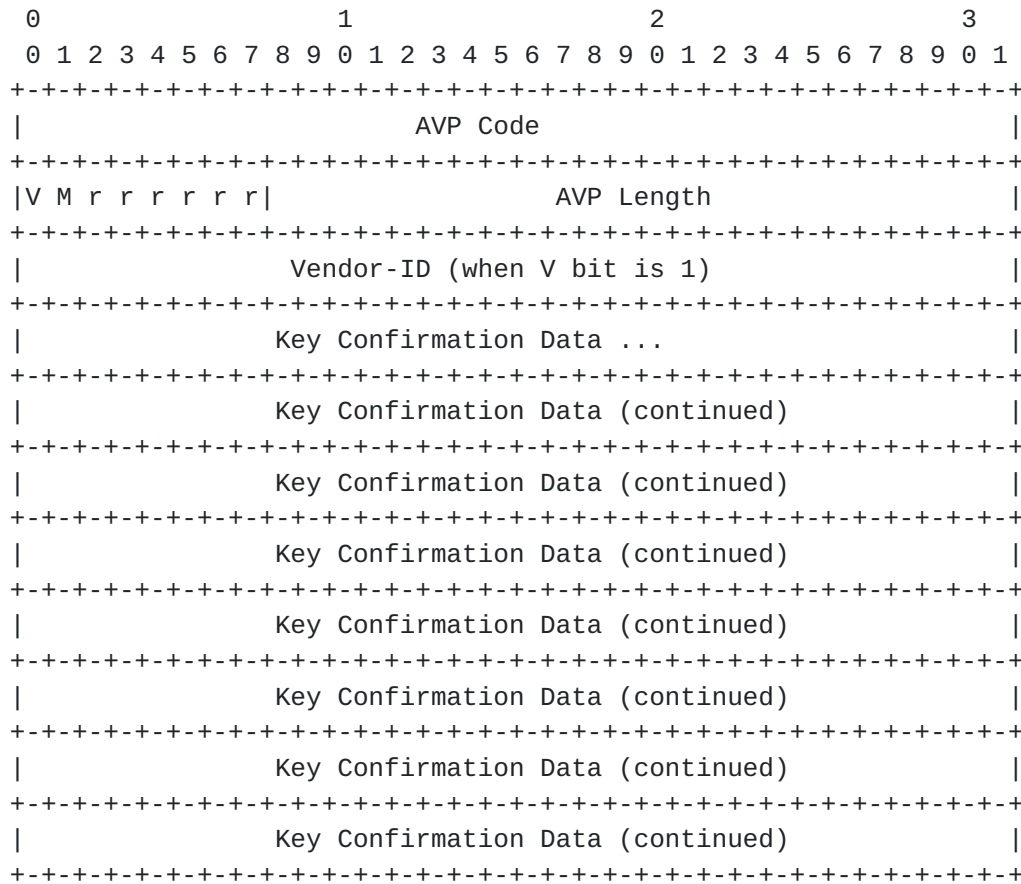 0                   1                   2                   3
 0 1 2 3 4 5 6 7 8 9 0 1 2 3 4 5 6 7 8 9 0 1 2 3 4 5 6 7 8 9 0 1
+-+-+-+-+-+-+-+-+-+-+-+-+-+-+-+-+-+-+-+-+-+-+-+-+-+-+-+-+-+-+-+-+
|                         AVP Code                              |
+-+-+-+-+-+-+-+-+-+-+-+-+-+-+-+-+-+-+-+-+-+-+-+-+-+-+-+-+-+-+-+-+
|V M r r r r r r|                  AVP Length                   |
+-+-+-+-+-+-+-+-+-+-+-+-+-+-+-+-+-+-+-+-+-+-+-+-+-+-+-+-+-+-+-+-+
|                 Vendor-ID (when V bit is 1)                   |
+-+-+-+-+-+-+-+-+-+-+-+-+-+-+-+-+-+-+-+-+-+-+-+-+-+-+-+-+-+-+-+-+
|                Key Confirmation Data ...                      |
+-+-+-+-+-+-+-+-+-+-+-+-+-+-+-+-+-+-+-+-+-+-+-+-+-+-+-+-+-+-+-+-+
|                Key Confirmation Data (continued)              |
+-+-+-+-+-+-+-+-+-+-+-+-+-+-+-+-+-+-+-+-+-+-+-+-+-+-+-+-+-+-+-+-+
|                Key Confirmation Data (continued)              |
+-+-+-+-+-+-+-+-+-+-+-+-+-+-+-+-+-+-+-+-+-+-+-+-+-+-+-+-+-+-+-+-+
|                Key Confirmation Data (continued)              |
+-+-+-+-+-+-+-+-+-+-+-+-+-+-+-+-+-+-+-+-+-+-+-+-+-+-+-+-+-+-+-+-+
|                Key Confirmation Data (continued)              |
+-+-+-+-+-+-+-+-+-+-+-+-+-+-+-+-+-+-+-+-+-+-+-+-+-+-+-+-+-+-+-+-+
|                Key Confirmation Data (continued)              |
+-+-+-+-+-+-+-+-+-+-+-+-+-+-+-+-+-+-+-+-+-+-+-+-+-+-+-+-+-+-+-+-+
|                Key Confirmation Data (continued)              |
+-+-+-+-+-+-+-+-+-+-+-+-+-+-+-+-+-+-+-+-+-+-+-+-+-+-+-+-+-+-+-+-+
|                Key Confirmation Data (continued)              |
+-+-+-+-+-+-+-+-+-+-+-+-+-+-+-+-+-+-+-+-+-+-+-+-+-+-+-+-+-+-+-+-+